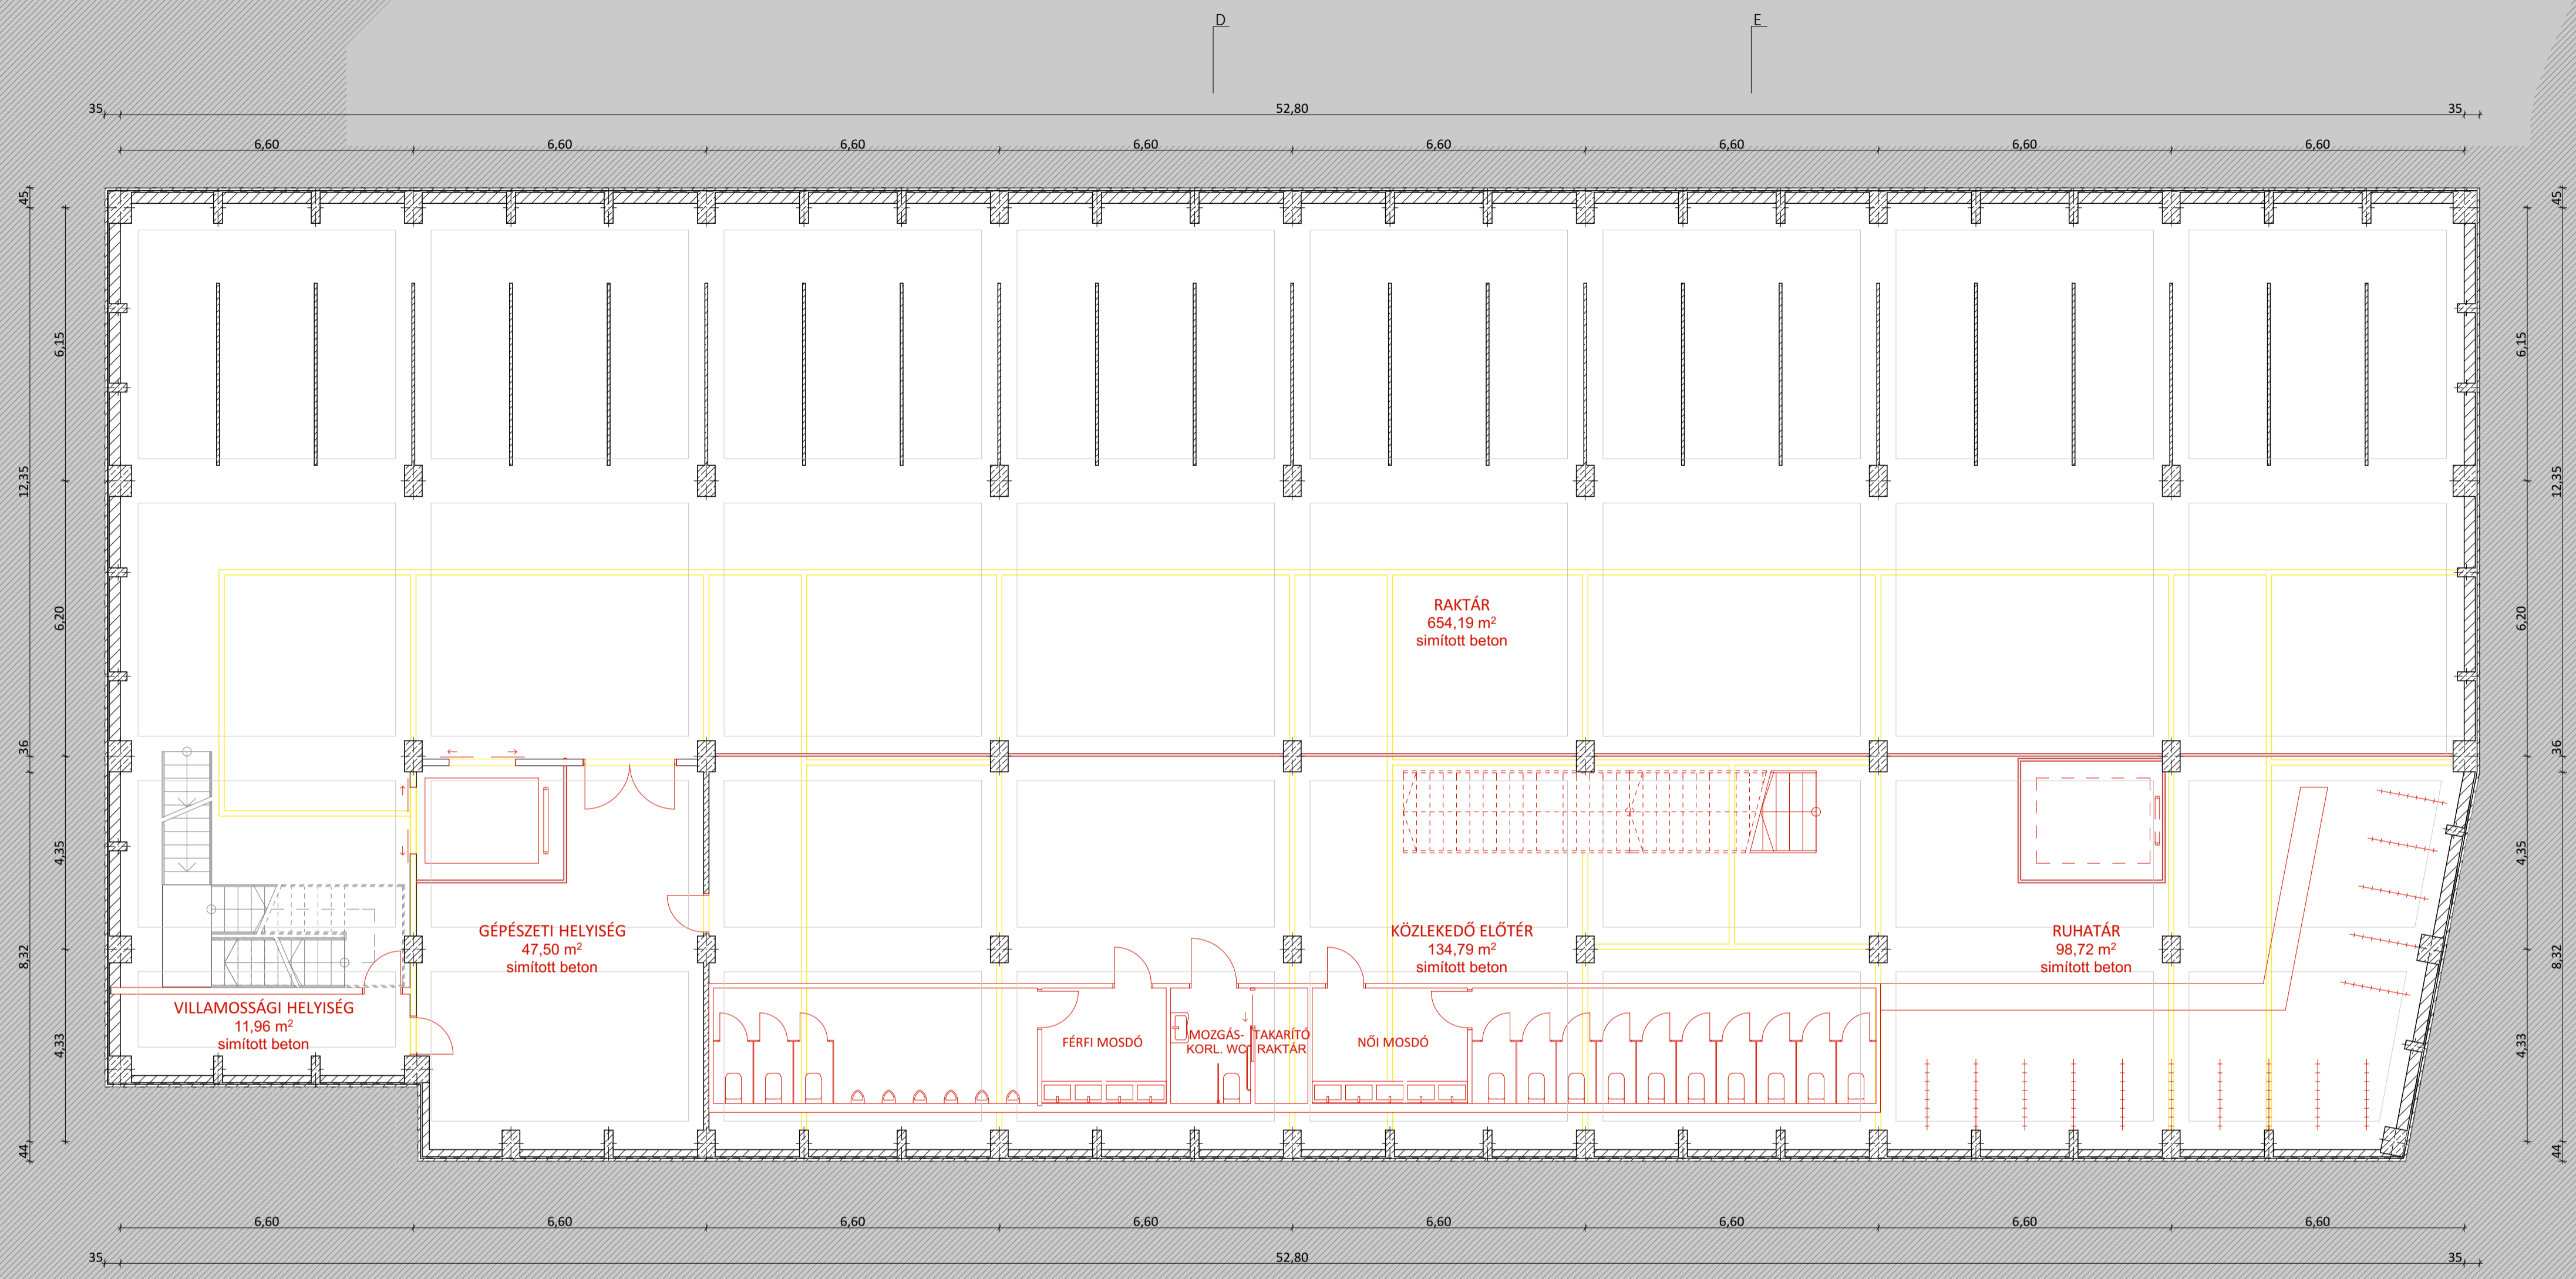 D
E
35
52,80
35
6,60
6,60
6,60
6,60
6,60
6,60
6,60
6,60
45
45
6,15
6,15
12,35
12,35
RAKTÁR
654,19 m²
simított beton
6,20
6,20
36
36
4,35
4,35
GÉPÉSZETI HELYISÉG
47,50 m²
simított beton
KÖZLEKEDŐ ELŐTÉR
134,79 m²
simított beton
RUHATÁR
98,72 m²
simított beton
8,32
8,32
VILLAMOSSÁGI HELYISÉG
11,96 m²
simított beton
4,33
4,33
FÉRFI MOSDÓ
MOZGÁS-
KORL. WC
TAKARÍTÓ
RAKTÁR
NŐI MOSDÓ
44
44
6,60
6,60
6,60
6,60
6,60
6,60
6,60
6,60
35
52,80
35